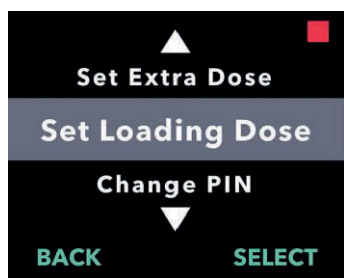 Set Extra Dose
Set Loading Dose
Change PIN
BACK SELECT